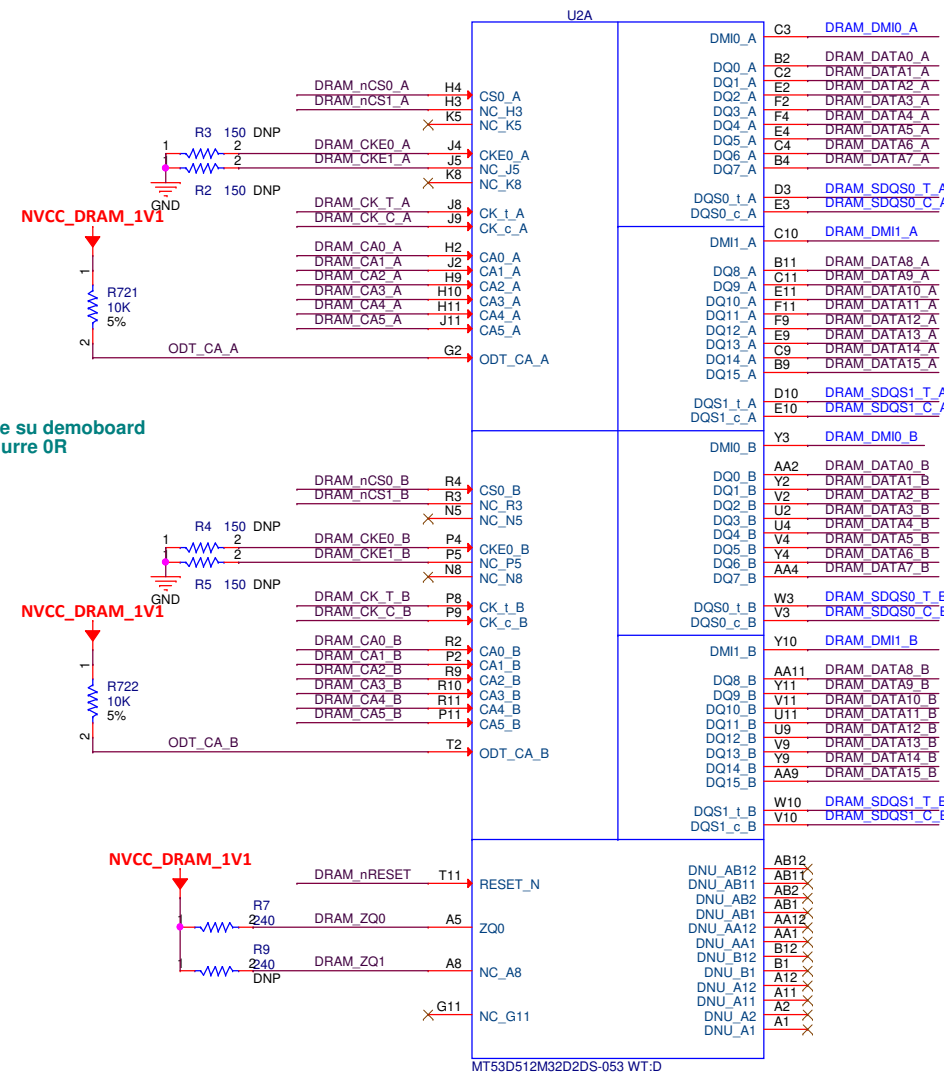 U2A
C3 DRAM_DMI0_A
DMI0_A
B2 DRAM_DATA0_A
DQ0_A
C2 DRAM_DATA1_A
DQ1_A
E2 DRAM_DATA2_A
DQ2_A
F2 DRAM_DATA3_A
DQ3_A
F4 DRAM_DATA4_A
DQ4_A
E4 DRAM_DATA5_A
DQ5_A
C4 DRAM_DATA6_A
DQ6_A
B4 DRAM_DATA7_A
DQ7_A
D3 DRAM_SDQS0_T_A
DQS0_t_A
E3 DRAM_SDQS0_C_A
DQS0_c_A
DRAM_nCS0_A H4 CS0_A
DRAM_nCS1_A H3 NC_H3
K5 NC_K5
R3 150 DNP
1 2 DRAM_CKE0_A J4 CKE0_A
1 2 DRAM_CKE1_A J5 NC_J5
K8 NC_K8
R2 150 DNP
GND
DRAM_CK_T_A J8 CK_t_A
DRAM_CK_C_A J9 CK_c_A
NVCC_DRAM_1V1
DRAM_CA0_A H2 CA0_A
DRAM_CA1_A J2 CA1_A
DRAM_CA2_A H9 CA2_A
DRAM_CA3_A H10 CA3_A
DRAM_CA4_A H11 CA4_A
DRAM_CA5_A J11 CA5_A
1
R721
10K
5%
2
ODT_CA_A G2 ODT_CA_A
C10 DRAM_DMI1_A
DMI1_A
B11 DRAM_DATA8_A
DQ8_A
C11 DRAM_DATA9_A
DQ9_A
E11 DRAM_DATA10_A
DQ10_A
F11 DRAM_DATA11_A
DQ11_A
F9 DRAM_DATA12_A
DQ12_A
E9 DRAM_DATA13_A
DQ13_A
C9 DRAM_DATA14_A
DQ14_A
B9 DRAM_DATA15_A
DQ15_A
D10 DRAM_SDQS1_T_A
DQS1_t_A
E10 DRAM_SDQS1_C_A
DQS1_c_A
e su demoboard
urre 0R
Y3 DRAM_DMI0_B
DMI0_B
AA2 DRAM_DATA0_B
DQ0_B
Y2 DRAM_DATA1_B
DQ1_B
V2 DRAM_DATA2_B
DQ2_B
U2 DRAM_DATA3_B
DQ3_B
U4 DRAM_DATA4_B
DQ4_B
V4 DRAM_DATA5_B
DQ5_B
Y4 DRAM_DATA6_B
DQ6_B
AA4 DRAM_DATA7_B
DQ7_B
W3 DRAM_SDQS0_T_B
DQS0_t_B
V3 DRAM_SDQS0_C_B
DQS0_c_B
DRAM_nCS0_B R4 CS0_B
DRAM_nCS1_B R3 NC_R3
N5 NC_N5
R4 150 DNP
1 2 DRAM_CKE0_B P4 CKE0_B
1 2 DRAM_CKE1_B P5 NC_P5
N8 NC_N8
R5 150 DNP
GND
DRAM_CK_T_B P8 CK_t_B
DRAM_CK_C_B P9 CK_c_B
NVCC_DRAM_1V1
DRAM_CA0_B R2 CA0_B
DRAM_CA1_B P2 CA1_B
DRAM_CA2_B R9 CA2_B
DRAM_CA3_B R10 CA3_B
DRAM_CA4_B R11 CA4_B
DRAM_CA5_B P11 CA5_B
1
R722
10K
5%
2
ODT_CA_B T2 ODT_CA_B
Y10 DRAM_DMI1_B
DMI1_B
AA11 DRAM_DATA8_B
DQ8_B
Y11 DRAM_DATA9_B
DQ9_B
V11 DRAM_DATA10_B
DQ10_B
U11 DRAM_DATA11_B
DQ11_B
U9 DRAM_DATA12_B
DQ12_B
V9 DRAM_DATA13_B
DQ13_B
Y9 DRAM_DATA14_B
DQ14_B
AA9 DRAM_DATA15_B
DQ15_B
W10 DRAM_SDQS1_T_B
DQS1_t_B
V10 DRAM_SDQS1_C_B
DQS1_c_B
NVCC_DRAM_1V1
DRAM_nRESET T11 RESET_N
R7
1 2 240 DRAM_ZQ0 A5 ZQ0
R9
1 2 240 DRAM_ZQ1 A8 NC_A8
DNP
G11 NC_G11
DNU_AB12 AB12
DNU_AB11 AB11
DNU_AB2 AB2
DNU_AB1 AB1
DNU_AA12 AA12
DNU_AA1 AA1
DNU_B12 B12
DNU_B1 B1
DNU_A12 A12
DNU_A11 A11
DNU_A2 A2
DNU_A1 A1
MT53D512M32D2DS-053 WT:D